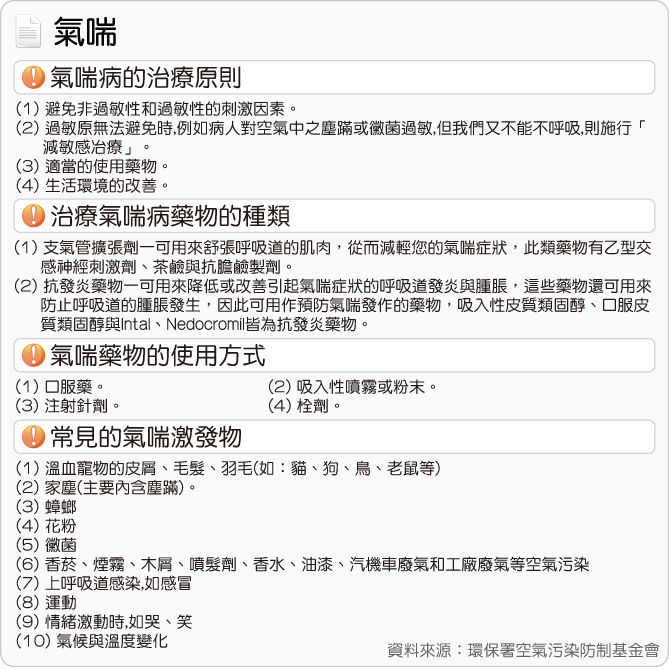 氣喘
氣喘病的治療原則
(1) 避免非過敏性和過敏性的刺激因素。
(2) 過敏原無法避免時,例如病人對空氣中之塵蹣或黴菌過敏,但我們又不能不呼吸,則施行「
減敏感治療」。
(3) 適當的使用藥物。
(4) 生活環境的改善。
治療氣喘病藥物的種類
(1) 支氣管擴張劑—可用來舒張呼吸道的肌肉，從而減輕您的氣喘症狀，此類藥物有乙型交
感神經刺激劑、茶鹼與抗膽鹼製劑。
(2) 抗發炎藥物—可用來降低或改善引起氣喘症狀的呼吸道發炎與腫脹，這些藥物還可用來
防止呼吸道的腫脹發生，因此可用作預防氣喘發作的藥物，吸入性皮質類固醇、口服皮
質類固醇與Intal、Nedocromil皆為抗發炎藥物。
氣喘藥物的使用方式
(1) 口服藥。 (2) 吸入性噴霧或粉末。
(3) 注射針劑。 (4) 栓劑。
常見的氣喘激發物
(1) 溫血寵物的皮屑、毛髮、羽毛(如：貓、狗、鳥、老鼠等)
(2) 家塵(主要內含塵蹣)。
(3) 蟑螂
(4) 花粉
(5) 黴菌
(6) 香菸、煙霧、木屑、噴髮劑、香水、油漆、汽機車廢氣和工廠廢氣等空氣污染
(7) 上呼吸道感染,如感冒
(8) 運動
(9) 情緒激動時,如哭、笑
(10) 氣候與溫度變化
資料來源：環保署空氣污染防制基金會